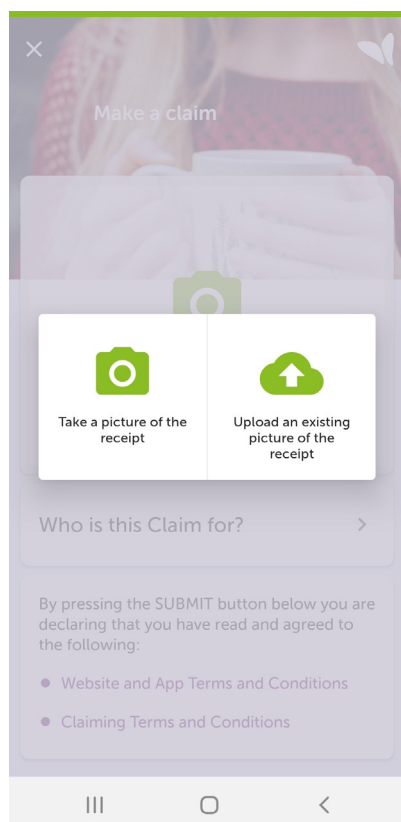 Make a claim
Take a picture of the
receipt
Upload an existing
picture of the
receipt
Who is this Claim for?
By pressing the SUBMIT button below you are
declaring that you have read and agreed to
the following:
Website and App Terms and Conditions
Claiming Terms and Conditions